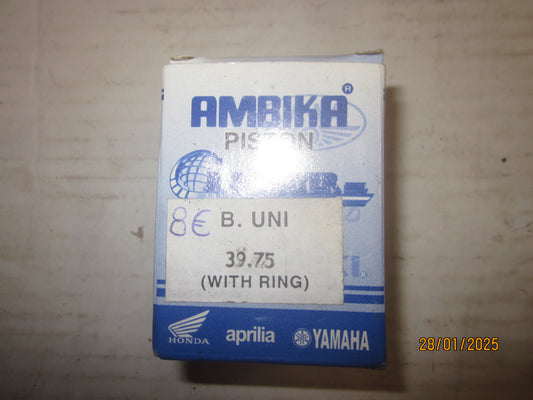 AMBIKA ®
PISTON
8€ B. UNI
39.75
(WITH RING)
HONDA aprilia YAMAHA
28/01/2025